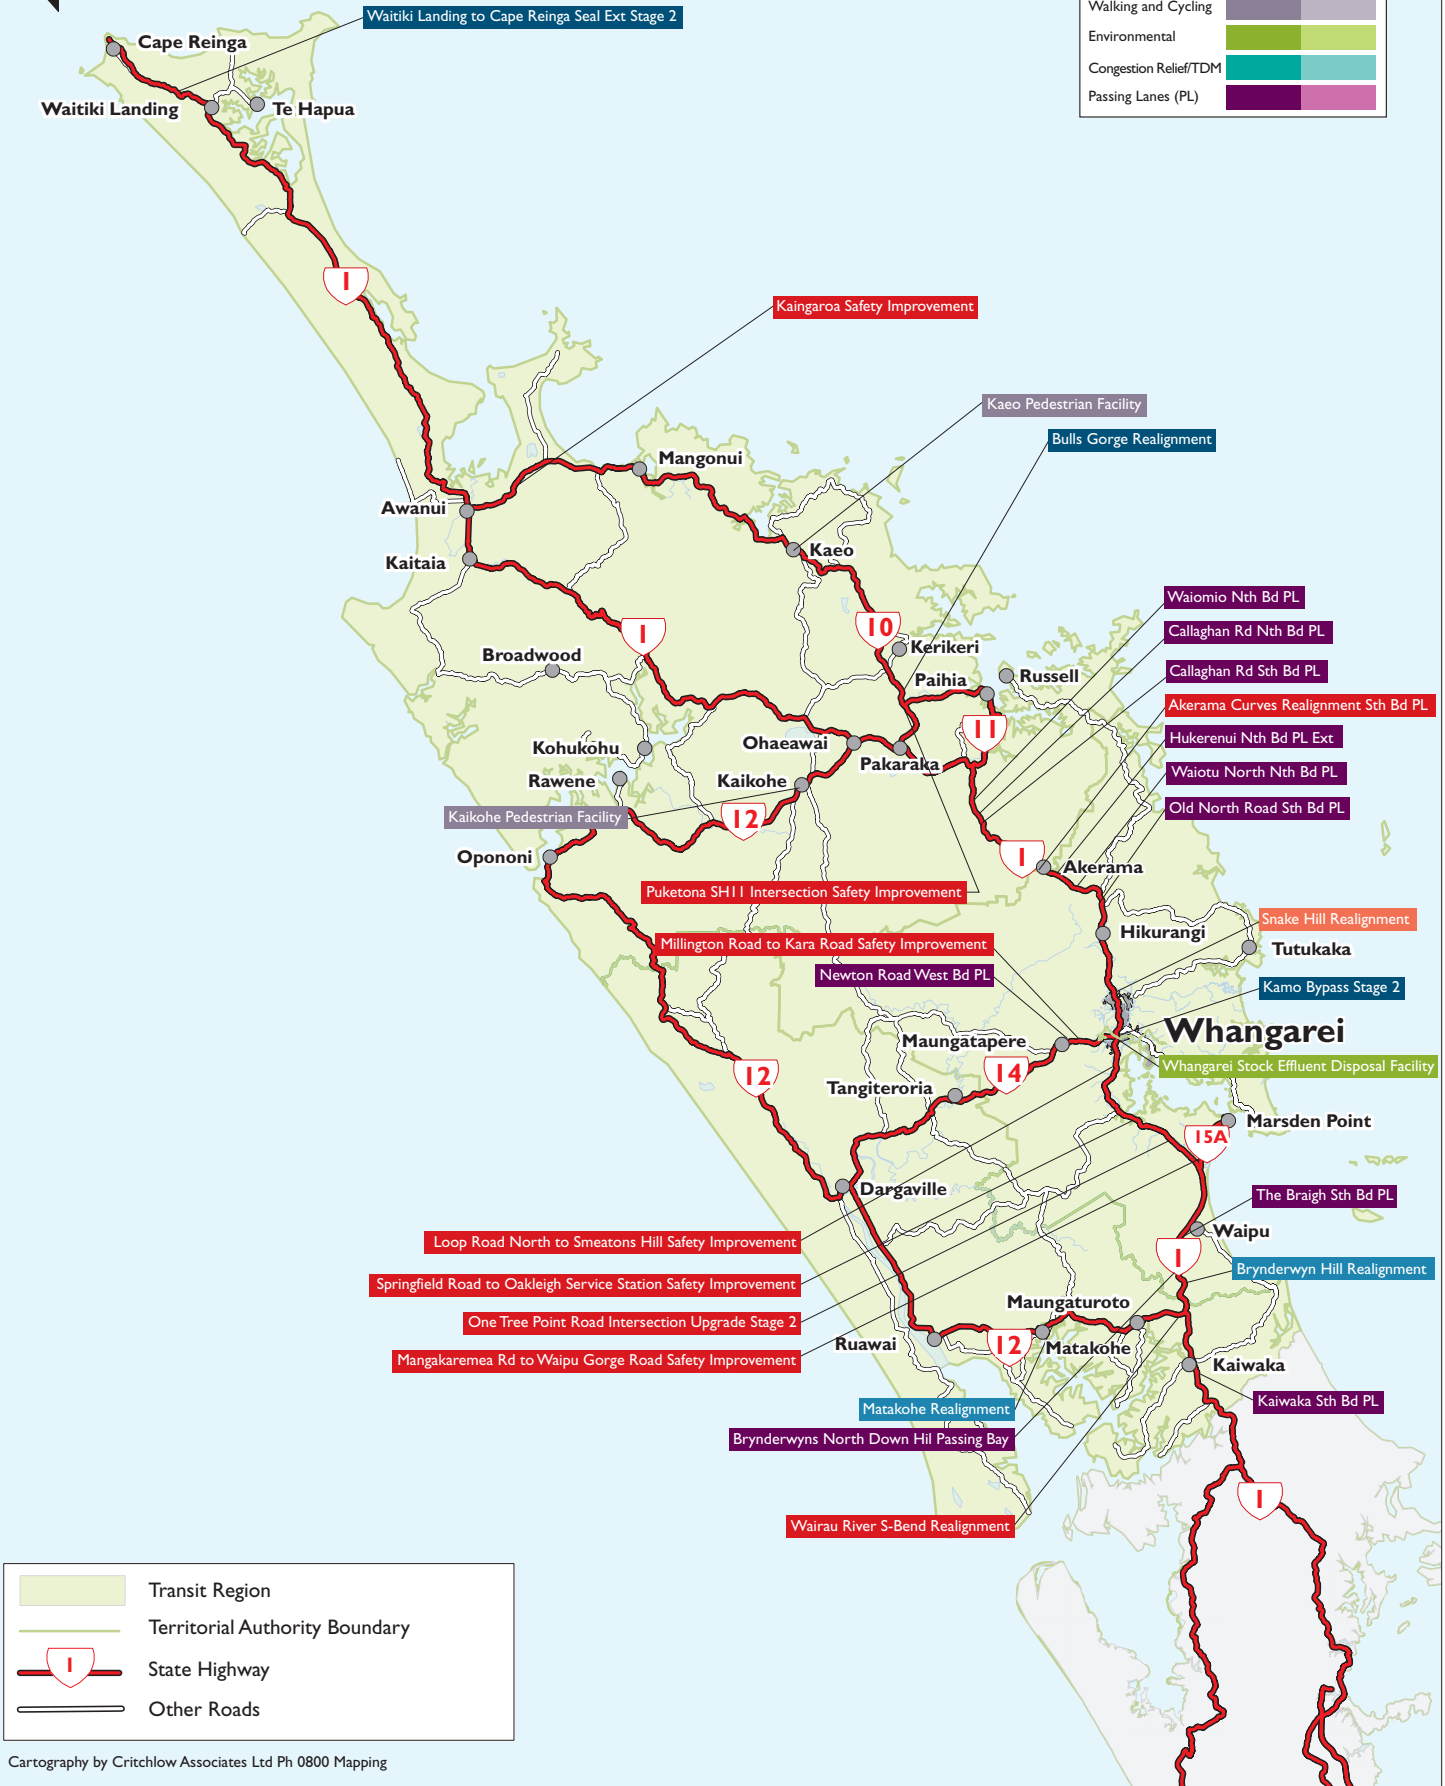 Waitiki Landing to Cape Reinga Seal Ext Stage 2
Walking and Cycling
Environmental
Congestion Relief/TDM
Passing Lanes (PL)
Cape Reinga
Waitiki Landing
Te Hapua
1
Kaingaroa Safety Improvement
Kaeo Pedestrian Facility
Bulls Gorge Realignment
Mangonui
Awanui
Kaeo
Kaitaia
Waiomio Nth Bd PL
Callaghan Rd Nth Bd PL
1
10
Kerikeri
Broadwood
Paihia
Russell
Callaghan Rd Sth Bd PL
Akerama Curves Realignment Sth Bd PL
11
Hukerenui Nth Bd PL Ext
Kohukohu
Ohaeawai
Pakaraka
Waiotu North Nth Bd PL
Rawene
Kaikohe
Old North Road Sth Bd PL
Kaikohe Pedestrian Facility
12
Opononi
1
Akerama
Puketona SH11 Intersection Safety Improvement
Snake Hill Realignment
Hikurangi
Tutukaka
Millington Road to Kara Road Safety Improvement
Newton Road West Bd PL
Kamo Bypass Stage 2
Whangarei
Maungatapere
Whangarei Stock Effluent Disposal Facility
12
14
Tangiteroria
Marsden Point
15A
Dargaville
The Braigh Sth Bd PL
Waipu
Loop Road North to Smeatons Hill Safety Improvement
1
Brynderwyn Hill Realignment
Springfield Road to Oakleigh Service Station Safety Improvement
Maungaturoto
One Tree Point Road Intersection Upgrade Stage 2
Ruawai
12
Matakohe
Mangakaremea Rd to Waipu Gorge Road Safety Improvement
Kaiwaka
Kaiwaka Sth Bd PL
Matakohe Realignment
Brynderwyns North Down Hil Passing Bay
1
Wairau River S-Bend Realignment
Transit Region
Territorial Authority Boundary
1
State Highway
Other Roads
Cartography by Critchlow Associates Ltd Ph 0800 Mapping